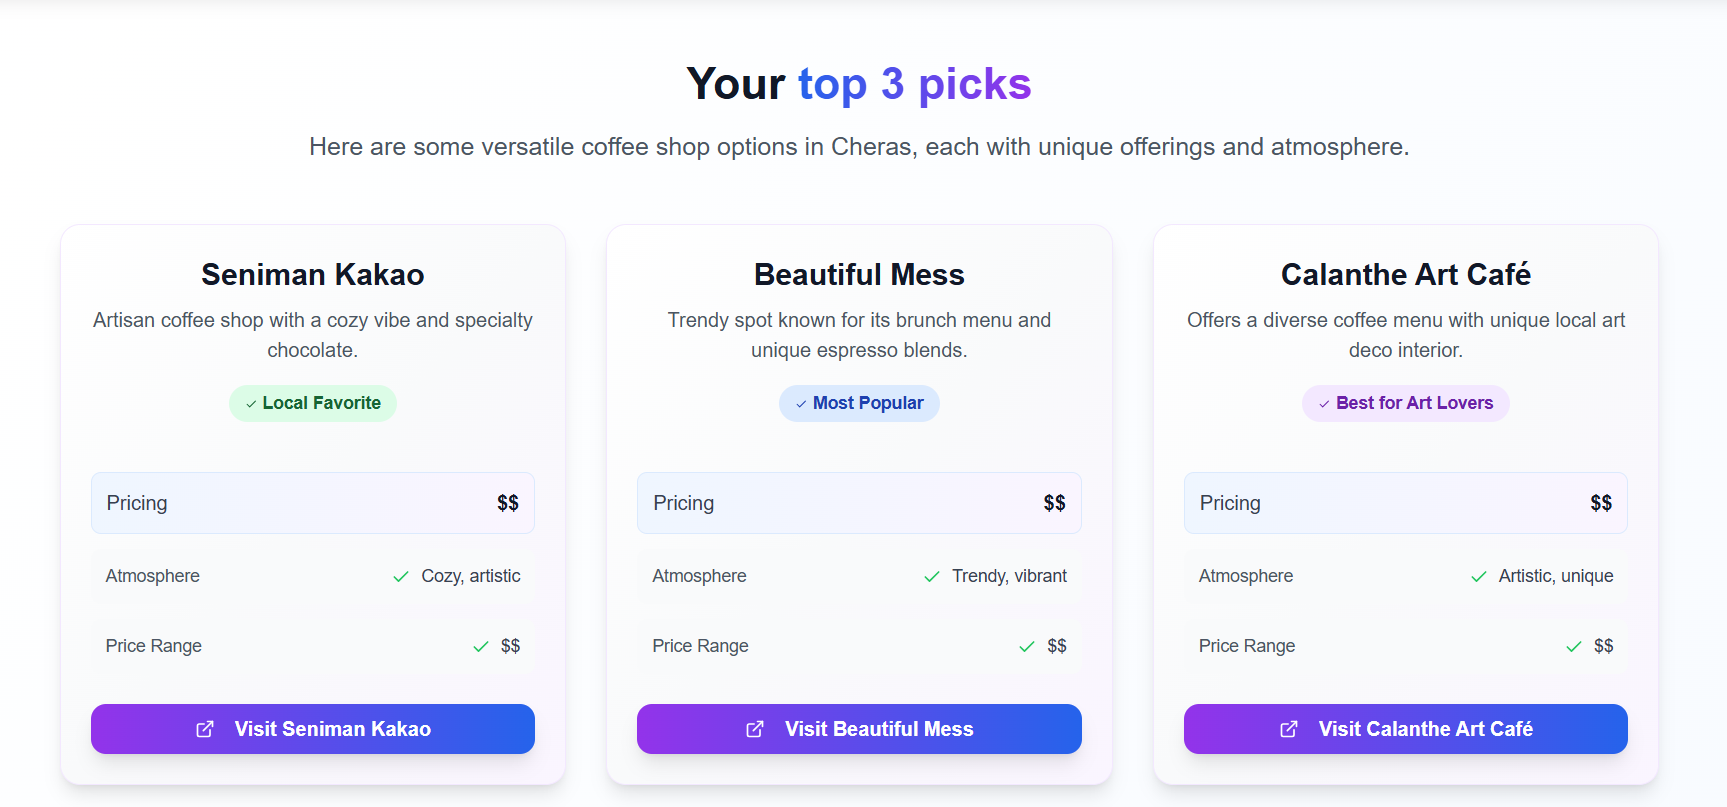 Your top 3 picks
Here are some versatile coffee shop options in Cheras, each with unique offerings and atmosphere.
Seniman Kakao
Artisan coffee shop with a cozy vibe and specialty
chocolate.
Local Favorite
Pricing $$
Atmosphere Cozy, artistic
Price Range $$
Visit Seniman Kakao
Beautiful Mess
Trendy spot known for its brunch menu and
unique espresso blends.
Most Popular
Pricing $$
Atmosphere Trendy, vibrant
Price Range $$
Visit Beautiful Mess
Calanthe Art Café
Offers a diverse coffee menu with unique local art
deco interior.
Best for Art Lovers
Pricing $$
Atmosphere Artistic, unique
Price Range $$
Visit Calanthe Art Café